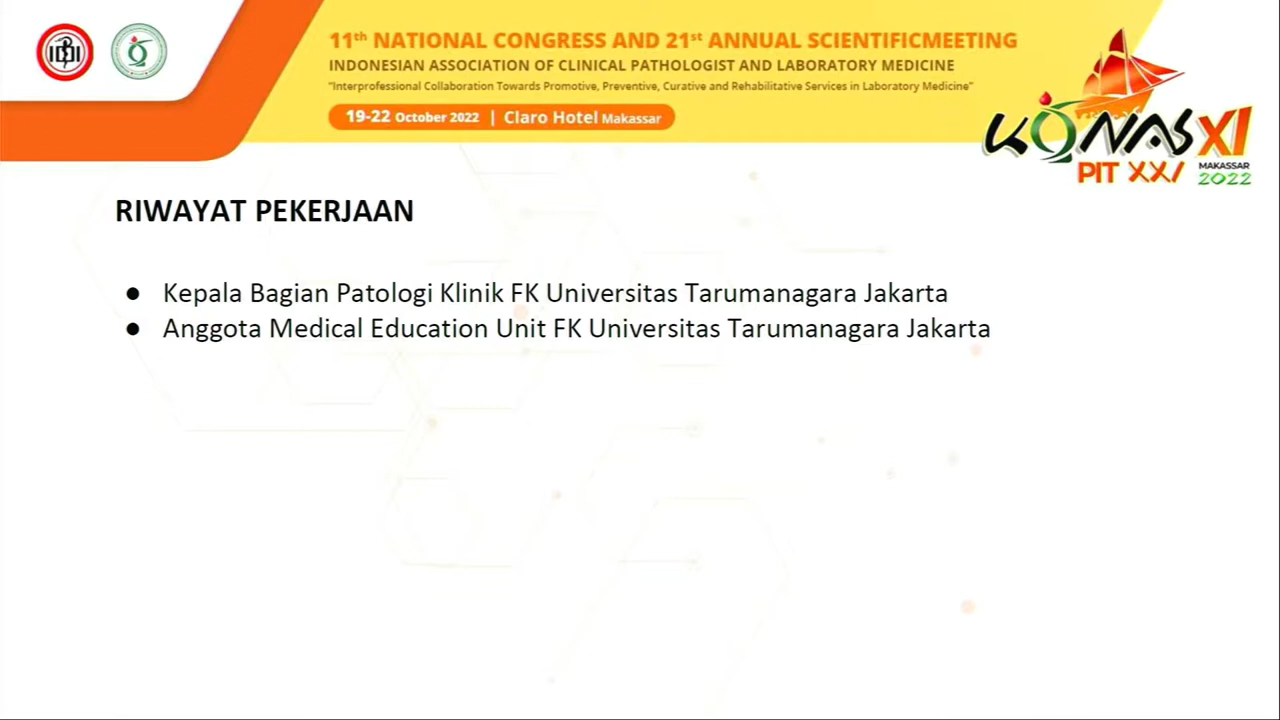 11th NATIONAL CONGRESS AND 21st ANNUAL SCIENTIFICMEETING
INDONESIAN ASSOCIATION OF CLINICAL PATHOLOGIST AND LABORATORY MEDICINE
"Interprofessional Collaboration Towards Promotive, Preventive, Curative and Rehabilitative Services in Laboratory Medicine"
19-22 October 2022 | Claro Hotel Makassar
KONAS XI
PIT XXI MAKASSAR 2022
RIWAYAT PEKERJAAN
● Kepala Bagian Patologi Klinik FK Universitas Tarumanagara Jakarta
● Anggota Medical Education Unit FK Universitas Tarumanagara Jakarta